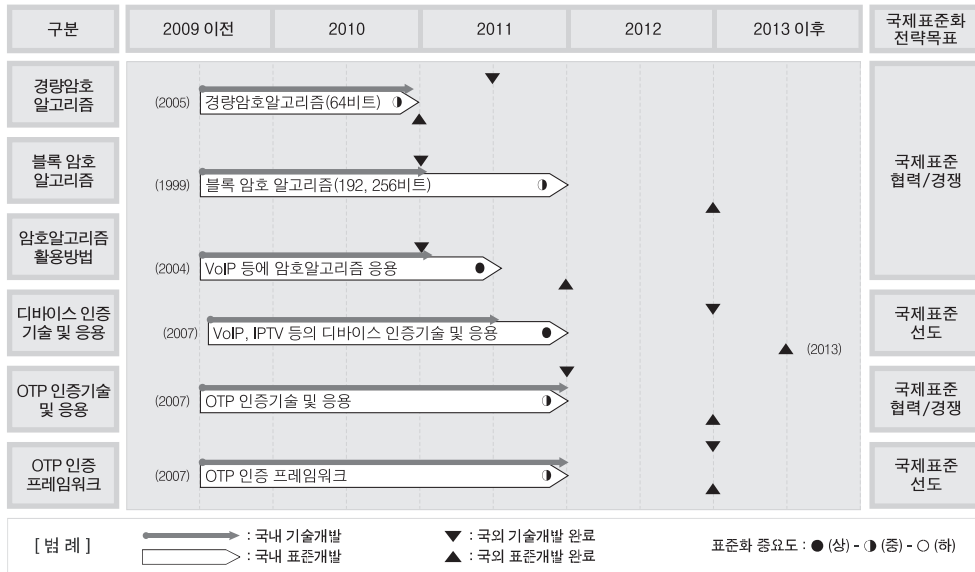 구분
2009 이전
2010
2011
2012
2013 이후
국제표준화
전략목표
경량암호
알고리즘
(2005)
경량암호알고리즘(64비트)
블록 암호
알고리즘
(1999)
블록 암호 알고리즘(192, 256비트)
국제표준
협력/경쟁
암호알고리즘
활용방법
(2004)
VoIP 등에 암호알고리즘 응용
디바이스 인증
기술 및 응용
(2007)
VoIP, IPTV 등의 디바이스 인증기술 및 응용
(2013)
국제표준
선도
OTP 인증기술
및 응용
(2007)
OTP 인증기술 및 응용
국제표준
협력/경쟁
OTP 인증
프레임워크
(2007)
OTP 인증 프레임워크
국제표준
선도
[ 범 례 ]
: 국내 기술개발
: 국내 표준개발
▼ : 국외 기술개발 완료
▲ : 국외 표준개발 완료
표준화 중요도 : ● (상) - ◑ (중) - ○ (하)